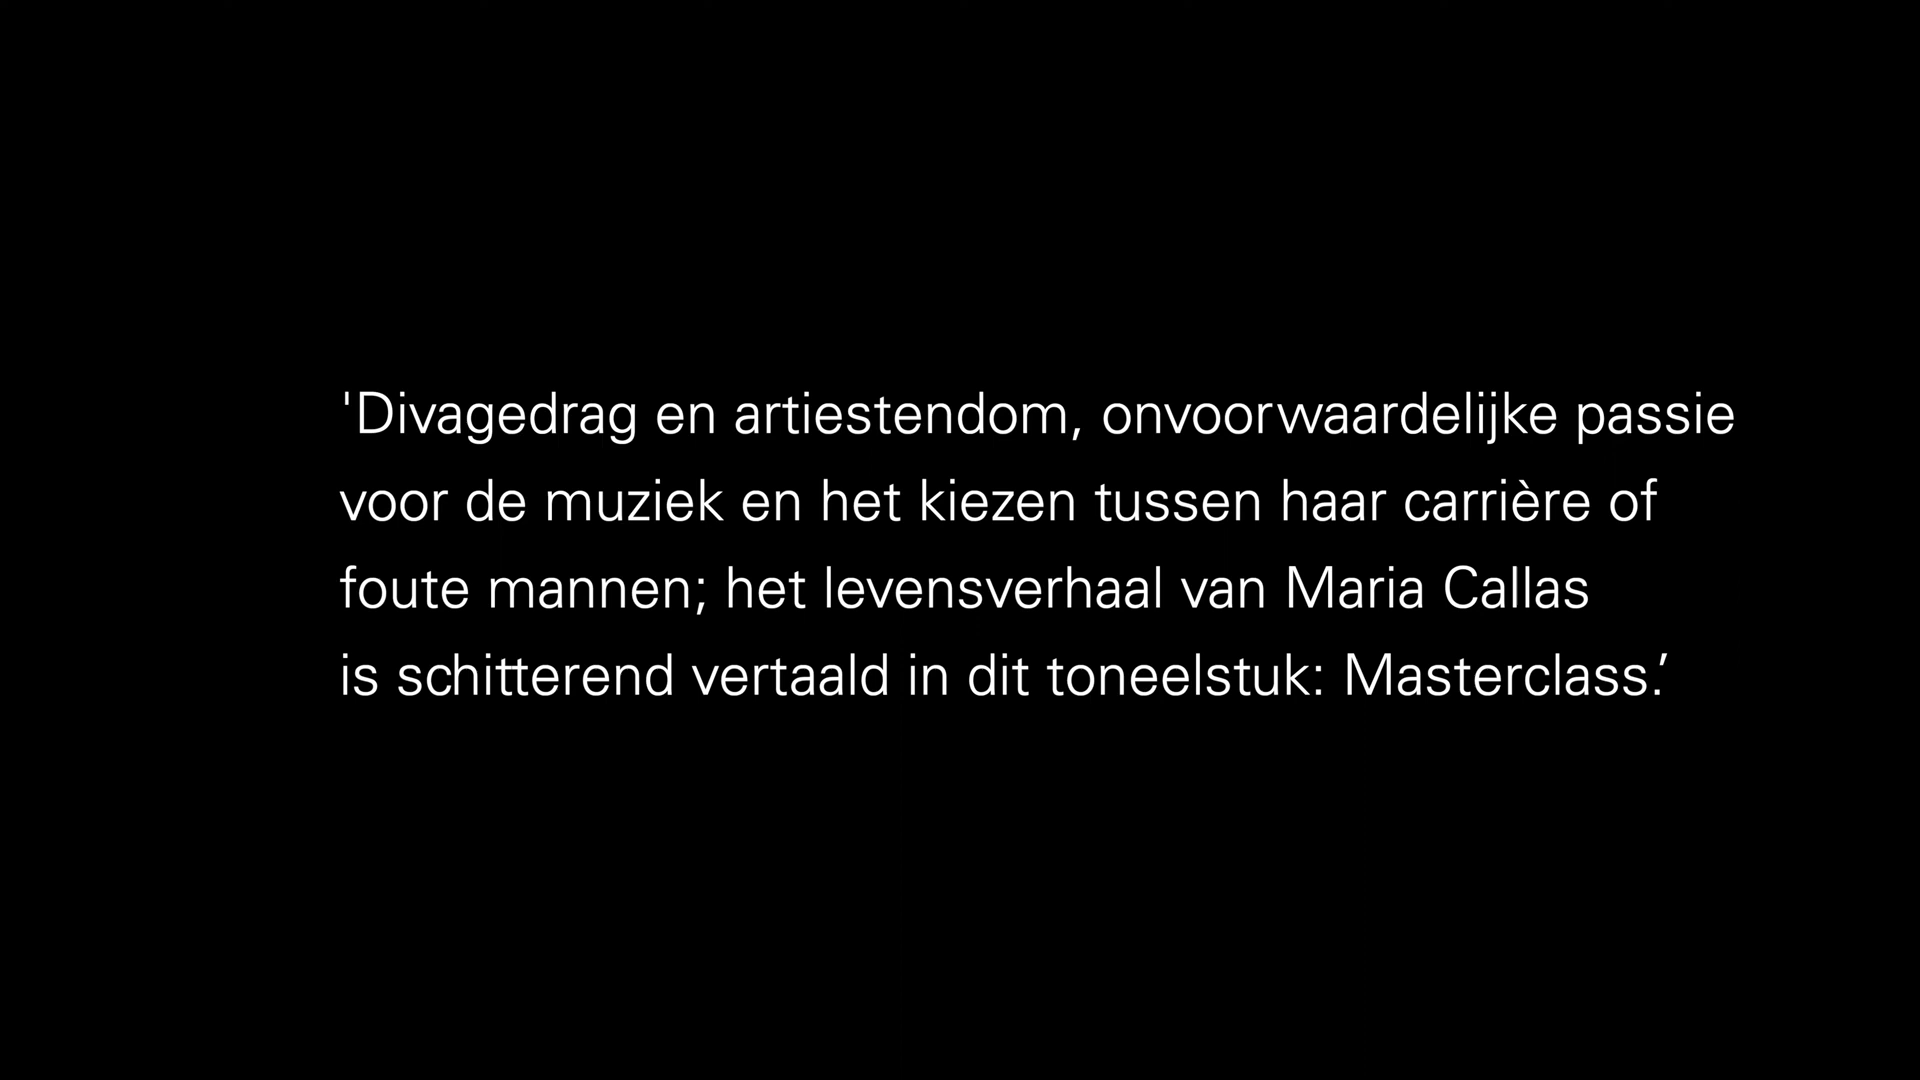 'Divagedrag en artiestendom, onvoorwaardelijke passie
voor de muziek en het kiezen tussen haar carrière of
foute mannen; het levensverhaal van Maria Callas
is schitterend vertaald in dit toneelstuk: Masterclass.’